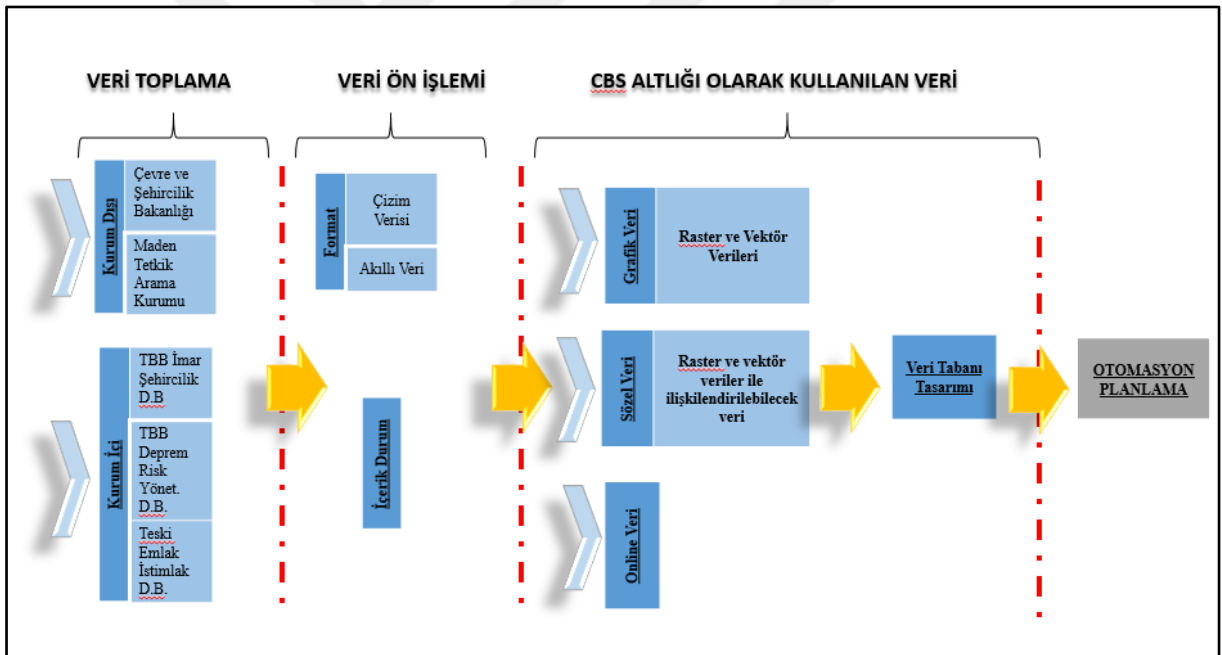 VERİ TOPLAMA
VERİ ÖN İŞLEMİ
CBS ALTLIĞI OLARAK KULLANILAN VERİ
Kurum Dışı
Çevre ve
Şehircilik
Bakanlığı
Maden
Tetkik
Arama
Kurumu
Kurum İçi
TBB İmar
Şehircilik
D.B
TBB
Deprem
Risk
Yönet.
D.B.
Teski
Emlak
İstimlak
D.B.
Format
Çizim
Verisi
Akıllı Veri
İçerik Durum
Grafik Veri
Raster ve Vektör
Verileri
Sözel Veri
Raster ve vektör
veriler ile
ilişkilendirilebilecek
veri
Online Veri
Veri Tabanı
Tasarımı
OTOMASYON
PLANLAMA